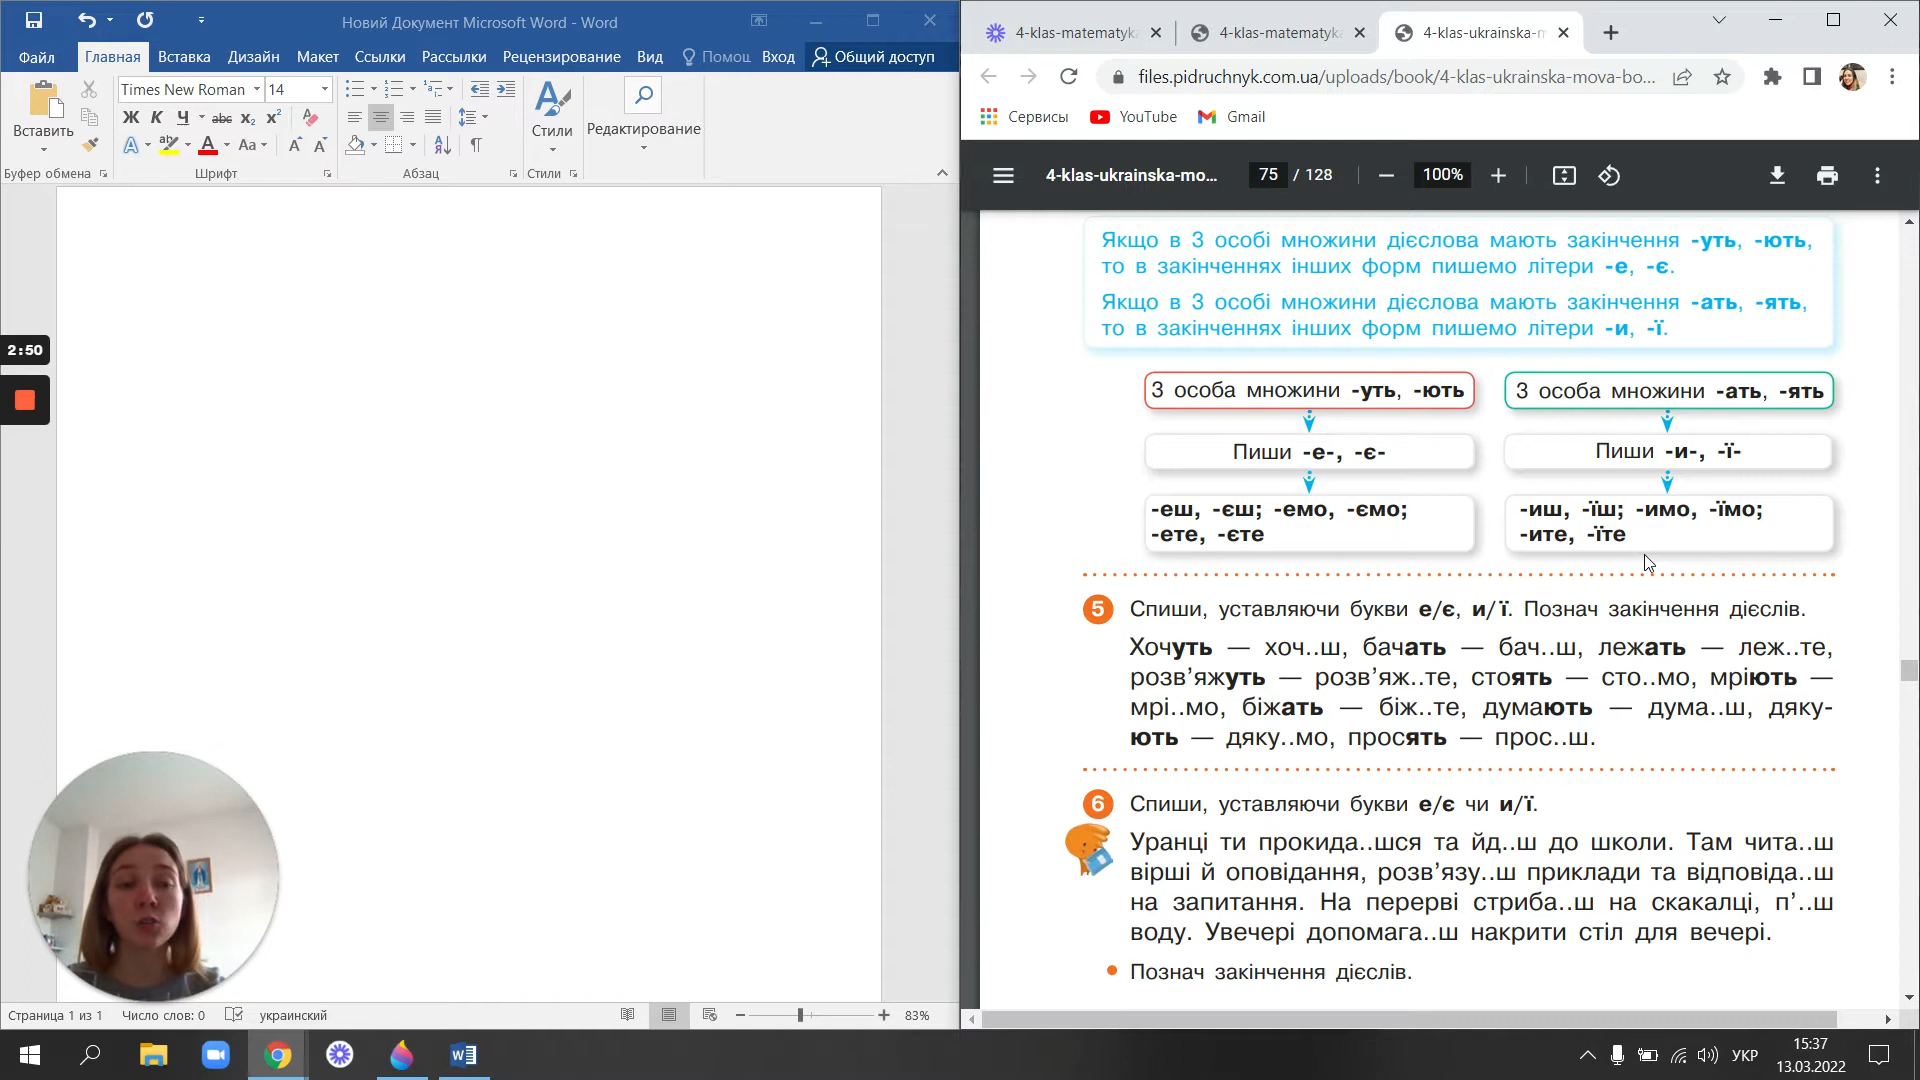 Новий Документ Microsoft Word - Word
Файл Главная Вставка Дизайн Макет Ссылки Рассылки Рецензирование Вид Помощ Вход Общий доступ
Times New Roman 14
Вставить
Ж К Ч abc x₂ x²
Стили
Редактирование
Aa
Буфер обмена Шрифт Абзац Стили
2:50
Страница 1 из 1 Число слов: 0 украинский 83%
4-klas-matematyka
4-klas-matematyka
4-klas-ukrainska-m
files.pidruchnyk.com.ua/uploads/book/4-klas-ukrainska-mova-bo...
Сервисы YouTube Gmail
4-klas-ukrainska-mo... 75 / 128 100%
Якщо в 3 особі множини дієслова мають закінчення -уть, -ють,
то в закінченнях інших форм пишемо літери -е, -є.
Якщо в 3 особі множини дієслова мають закінчення -ать, -ять,
то в закінченнях інших форм пишемо літери -и, -ї.
3 особа множини -уть, -ють
3 особа множини -ать, -ять
Пиши -е-, -є-
Пиши -и-, -ї-
-еш, -єш; -емо, -ємо;
-ете, -єте
-иш, -їш; -имо, -їмо;
-ите, -їте
5 Спиши, уставляючи букви е/є, и/ї. Познач закінчення дієслів.
Хочуть — хоч..ш, бачать — бач..ш, лежать — леж..те,
розв’яжуть — розв’яж..те, стоять — сто..мо, мріють —
мрі..мо, біжать — біж..те, думають — дума..ш, дяку-
ють — дяку..мо, просять — прос..ш.
6 Спиши, уставляючи букви е/є чи и/ї.
Уранці ти прокида..шся та йд..ш до школи. Там чита..ш
вірші й оповідання, розв’язу..ш приклади та відповіда..ш
на запитання. На перерві стриба..ш на скакалці, п’..ш
воду. Увечері допомага..ш накрити стіл для вечері.
Познач закінчення дієслів.
УКР
15:37
13.03.2022